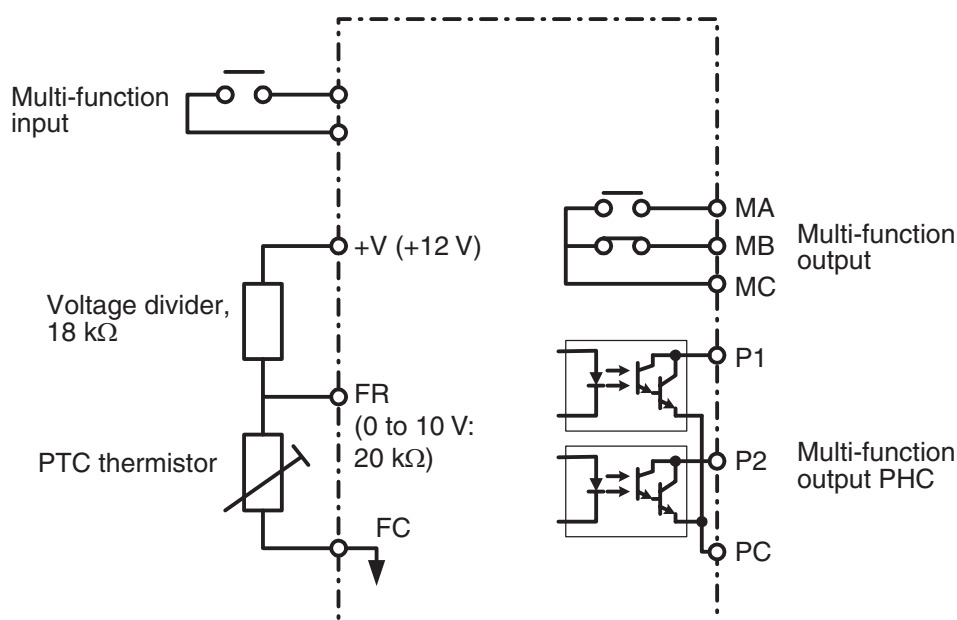 Multi-function
input
+V (+12 V)
Voltage divider,
18 kΩ
FR
(0 to 10 V:
20 kΩ)
PTC thermistor
FC
MA
MB
MC
Multi-function
output
P1
P2
Multi-function
output PHC
PC